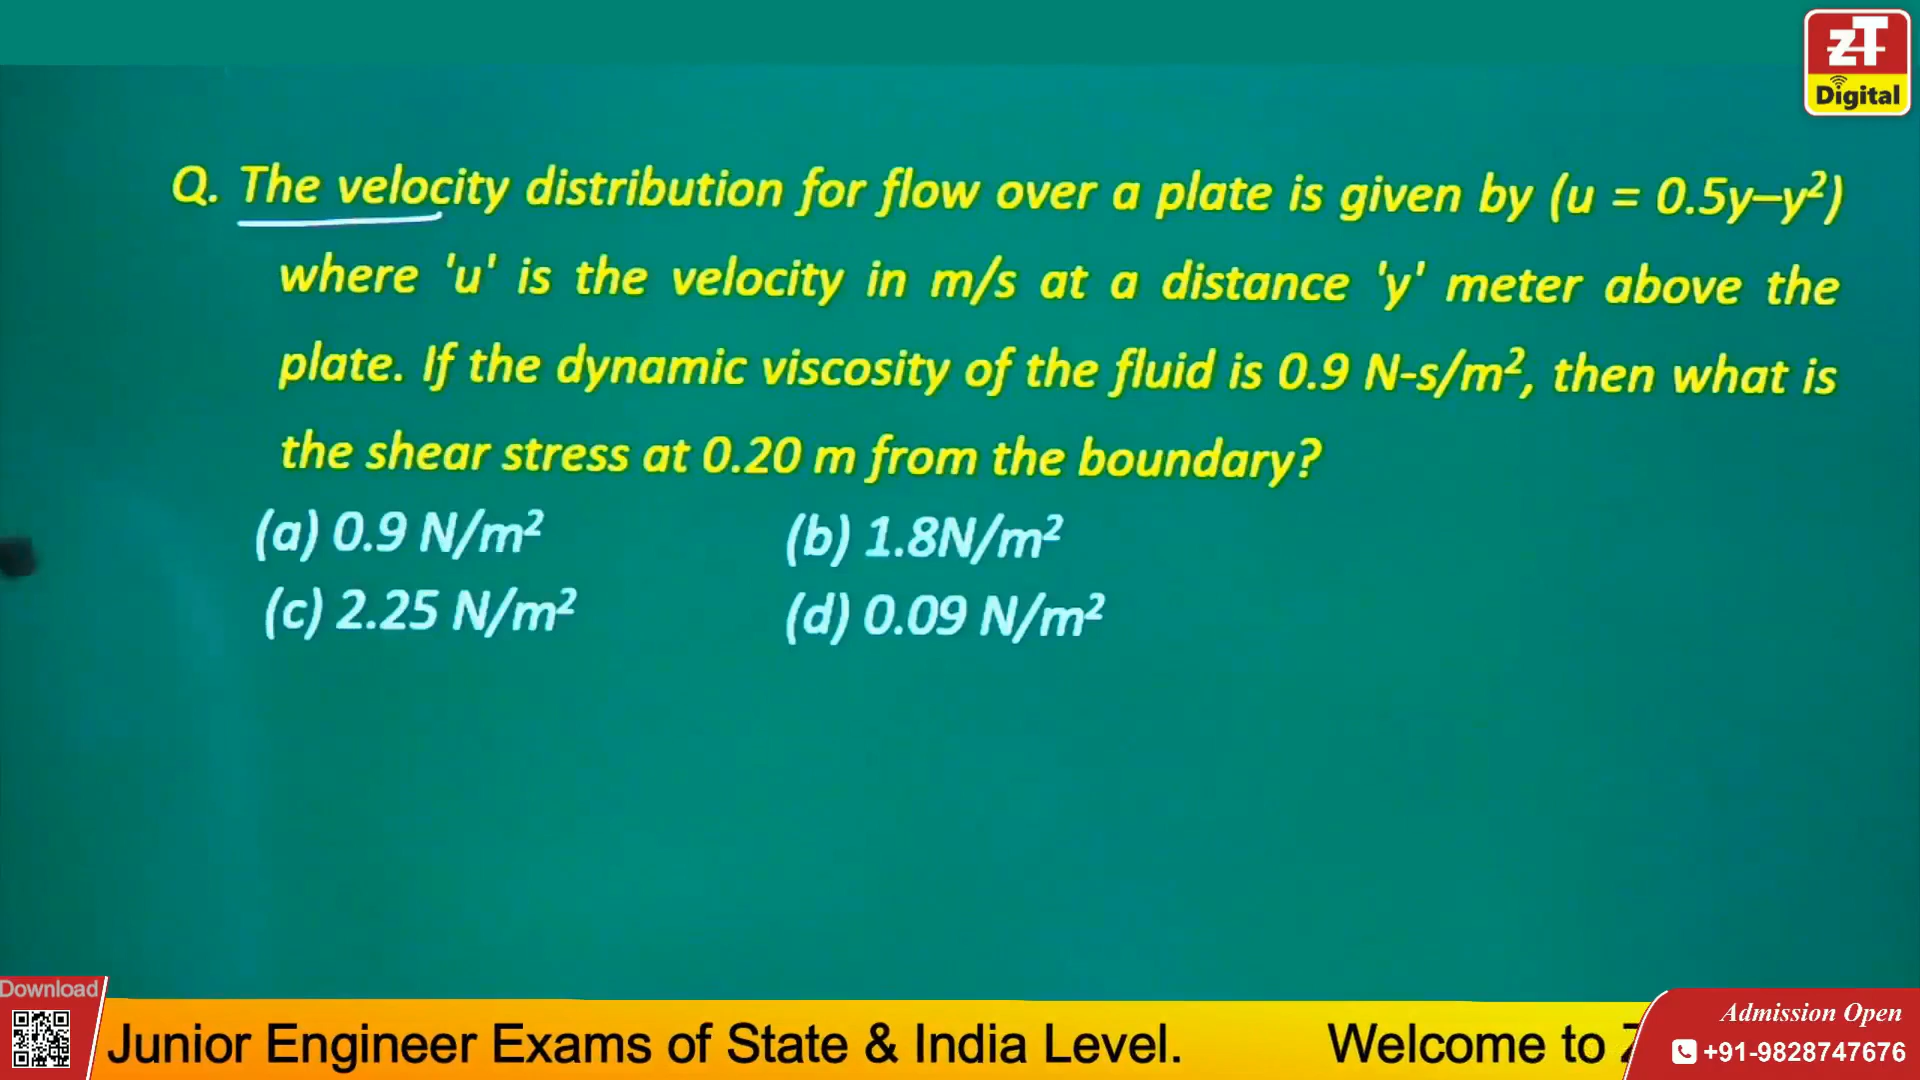 ZT
Digital
Q. The velocity distribution for flow over a plate is given by (u = 0.5y–y²)
where 'u' is the velocity in m/s at a distance 'y' meter above the
plate. If the dynamic viscosity of the fluid is 0.9 N-s/m², then what is
the shear stress at 0.20 m from the boundary?
(a) 0.9 N/m² (b) 1.8N/m²
(c) 2.25 N/m² (d) 0.09 N/m²
Download
Junior Engineer Exams of State & India Level. Welcome to
Admission Open
+91-9828747676